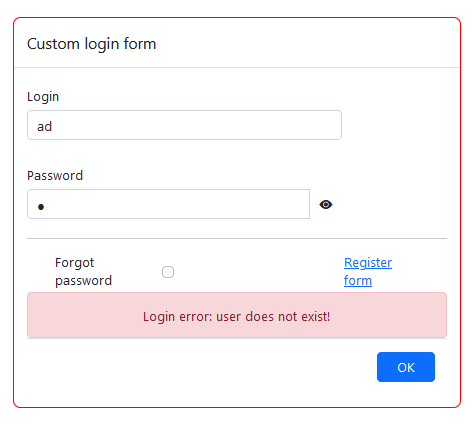 Custom login form
Login
ad
Password
●
Forgot
password
Register
form
Login error: user does not exist!
OK